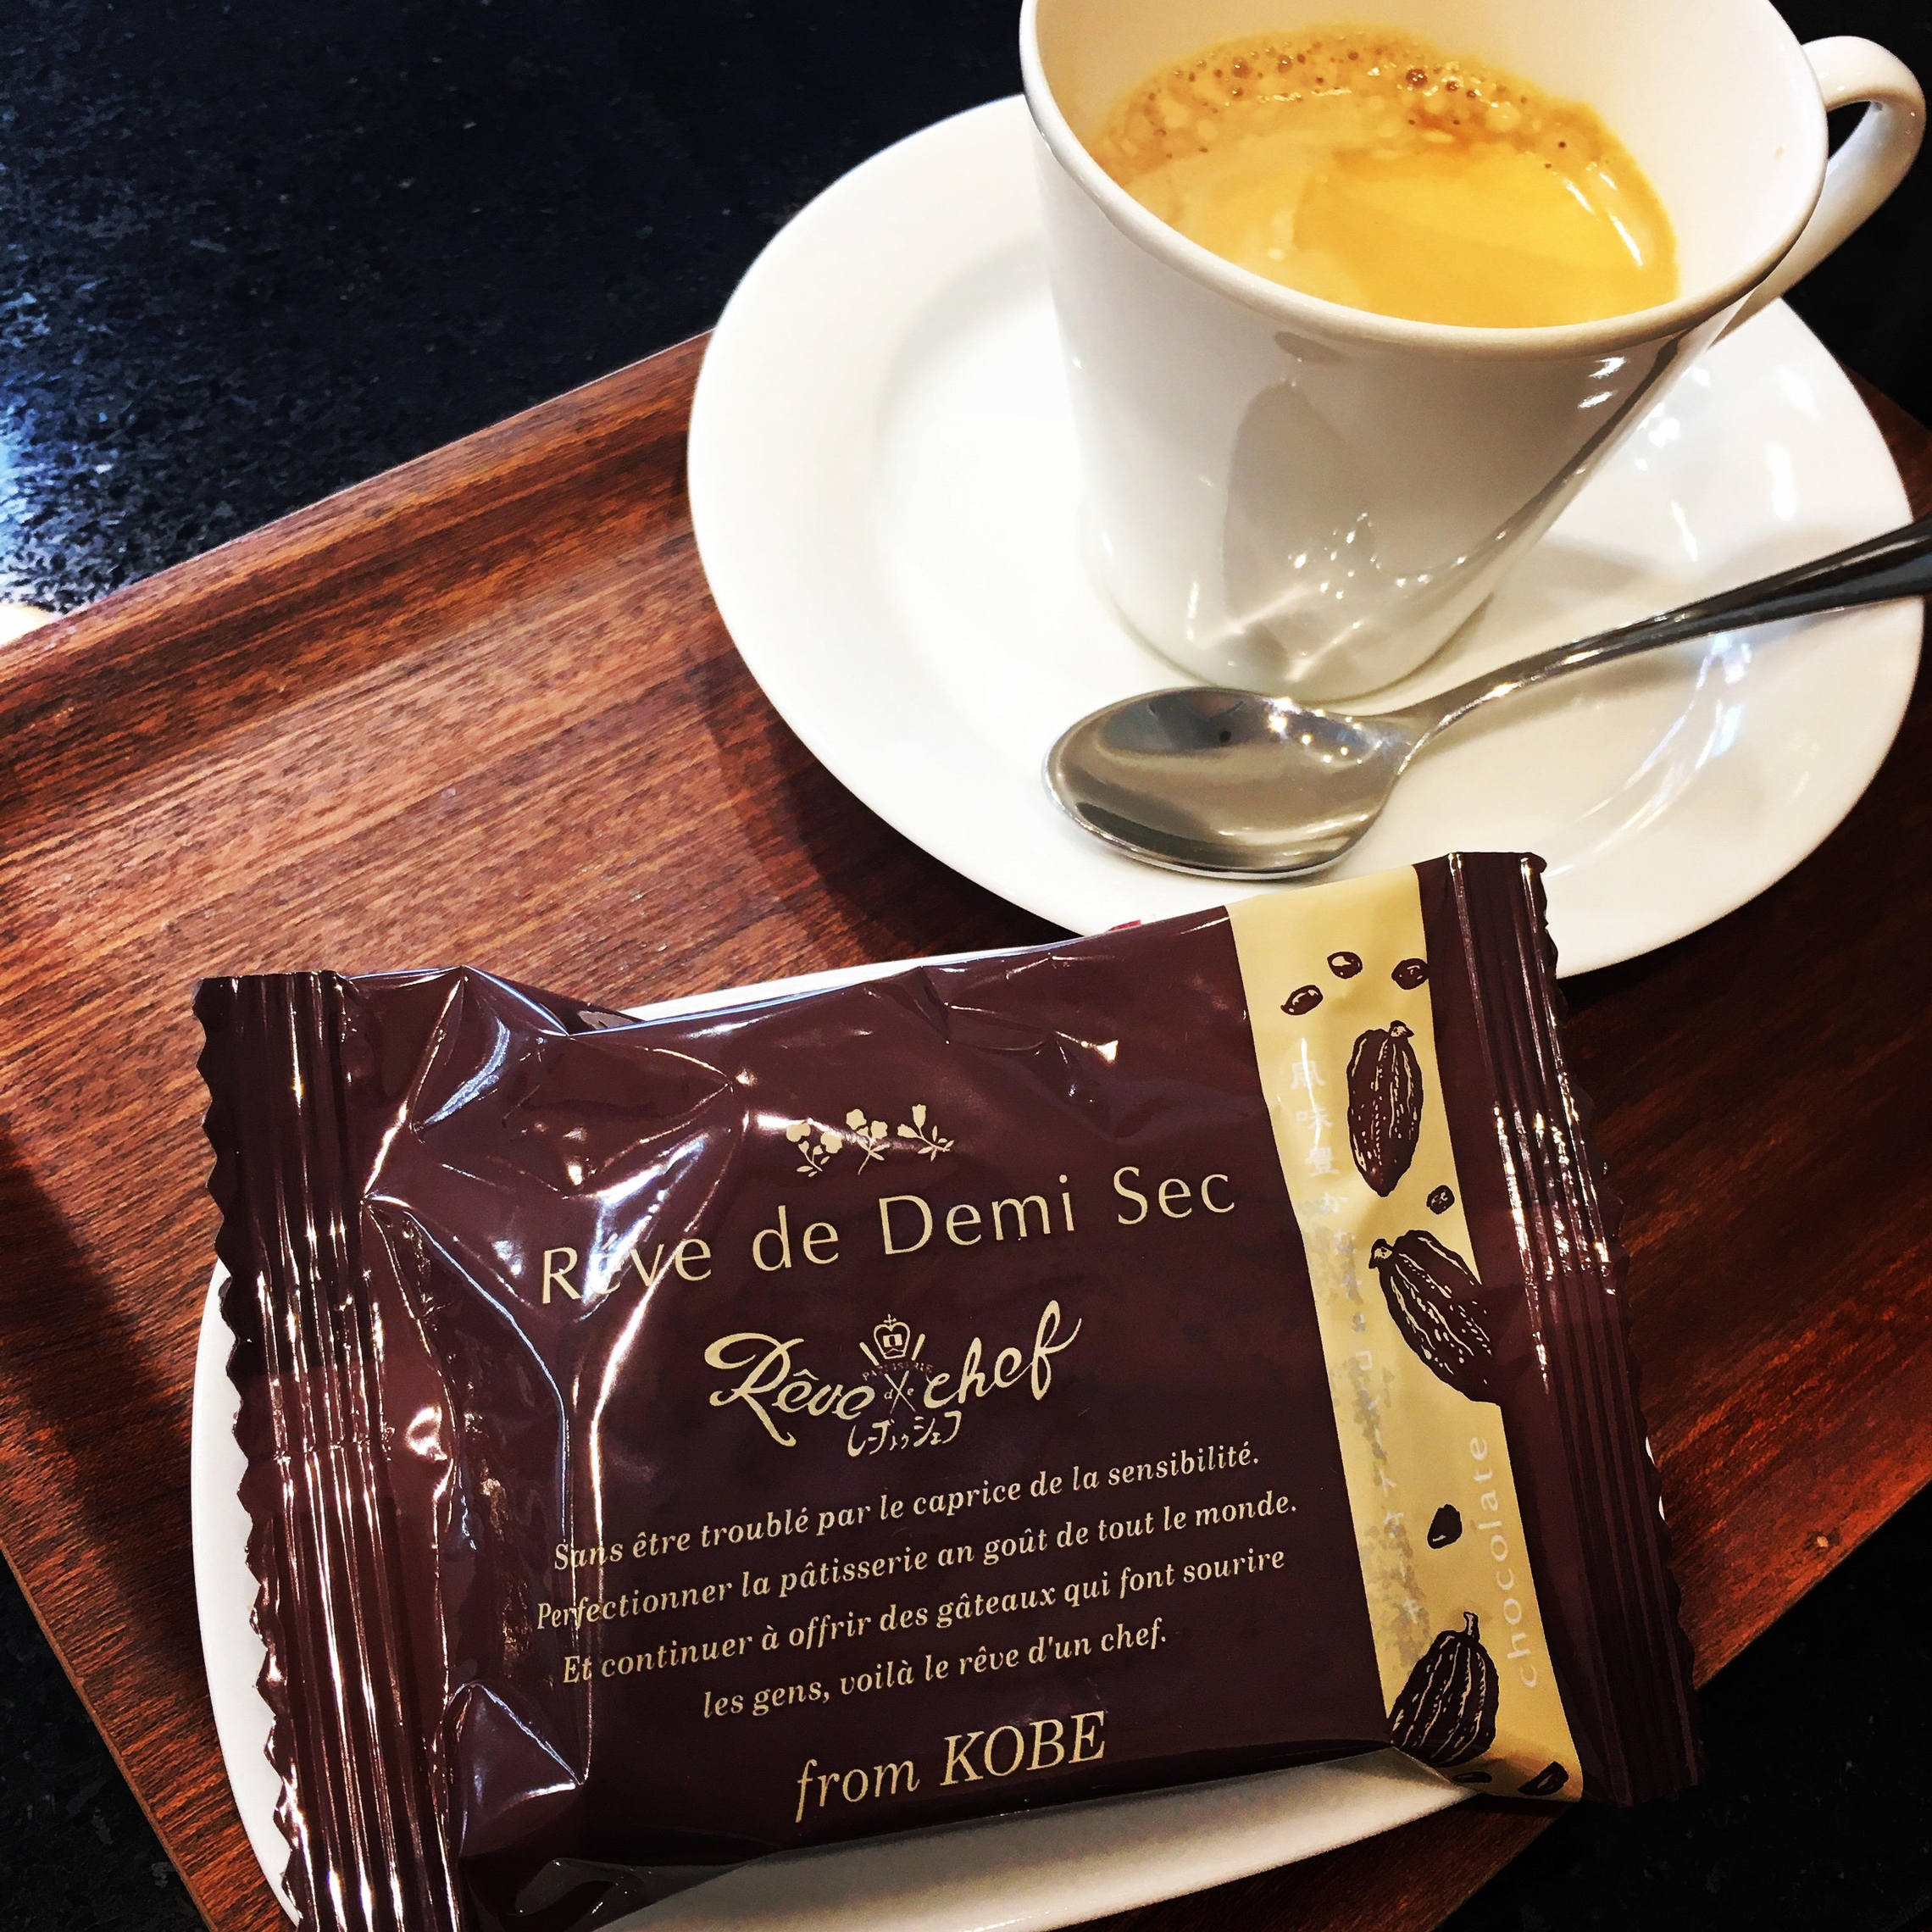 Rêve de Demi Sec
Rêve chef
PATISSERIE
de
レーヴドゥシェフ
Sans être troublé par le caprice de la sensibilité.
Perfectionner la pâtisserie an goût de tout le monde.
Et continuer à offrir des gâteaux qui font sourire
les gens, voilà le rêve d'un chef.
from KOBE
風味豊か
chocolate